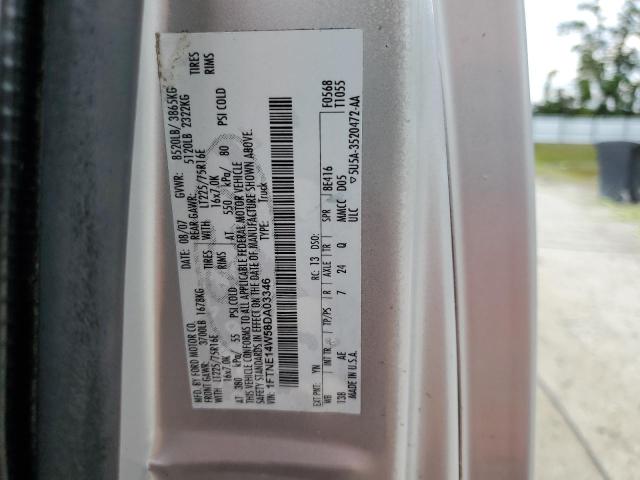 MFD. BY FORD MOTOR CO. DATE: 08/07 GVWR: 8520LB/ 3865KG
FRONT GAWR: 3700LB 1678KG REAR GAWR: 5120LB 2322KG
WITH LT225/75R16E TIRES WITH: LT225/75R16E TIRES
16x7.0K RIMS 16x7.0K RIMS
AT 380 kPa/ 55 PSI COLD AT 550 kPa/ 80 PSI COLD
THIS VEHICLE CONFORMS TO ALL APPLICABLE FEDERAL MOTOR VEHICLE
SAFETY STANDARDS IN EFFECT ON THE DATE OF MANUFACTURE SHOWN ABOVE.
VIN: 1FTNE14W58DA03346 TYPE: Truck
EXT PNT: YN RC: 13 DSO: F0568
WB INT TR TP/PS R AXLE TR SPR 8E416 T1055
138 AE 7 24 Q MMCC D05
MADE IN U.S.A. ULC ▽5U5A-3520472-AA